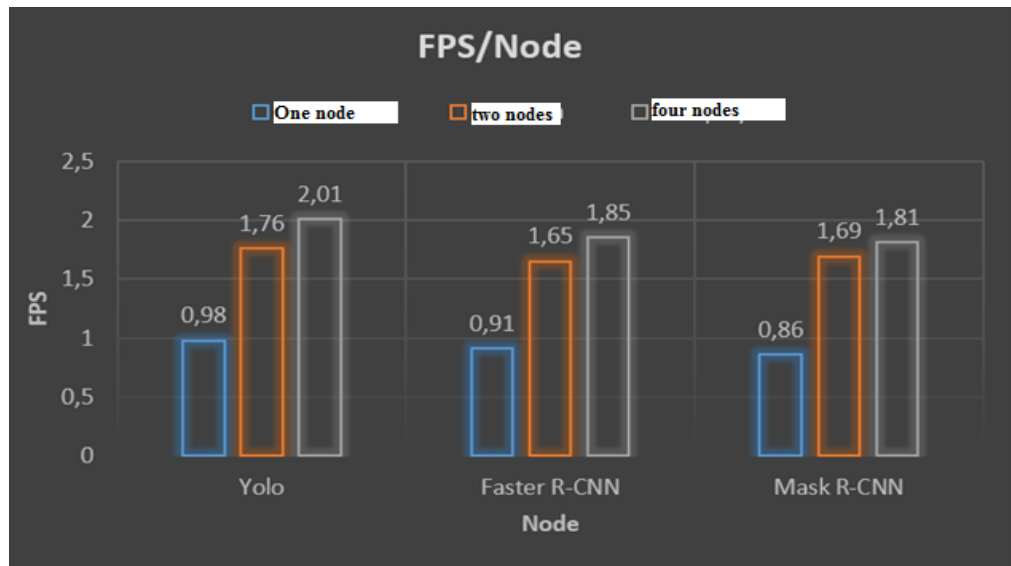 FPS/Node
One node two nodes four nodes
2,5
2
1,5
1
0,5
0
FPS
0,98 1,76 2,01
0,91 1,65 1,85
0,86 1,69 1,81
Yolo Faster R-CNN Mask R-CNN
Node